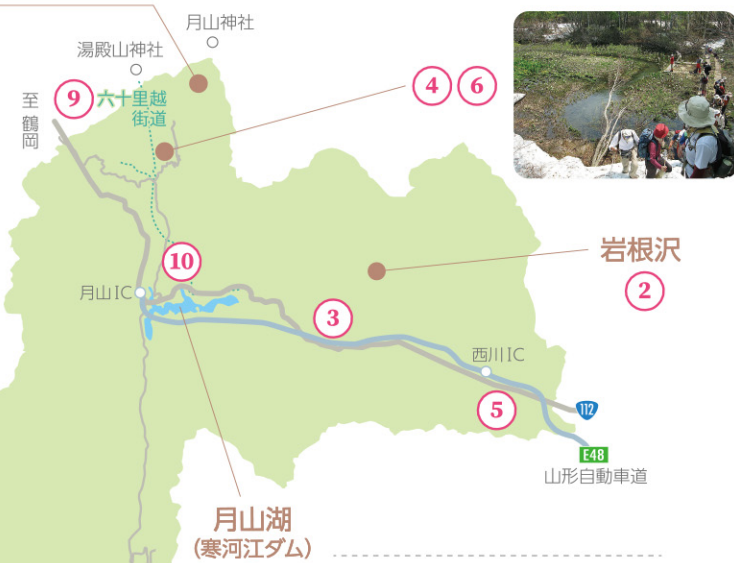 月山神社
湯殿山神社
至 鶴岡
9
六十里越
街道
4 6
岩根沢
2
10
月山IC
3
西川IC
5
112
E48
山形自動車道
月山湖
(寒河江ダム)